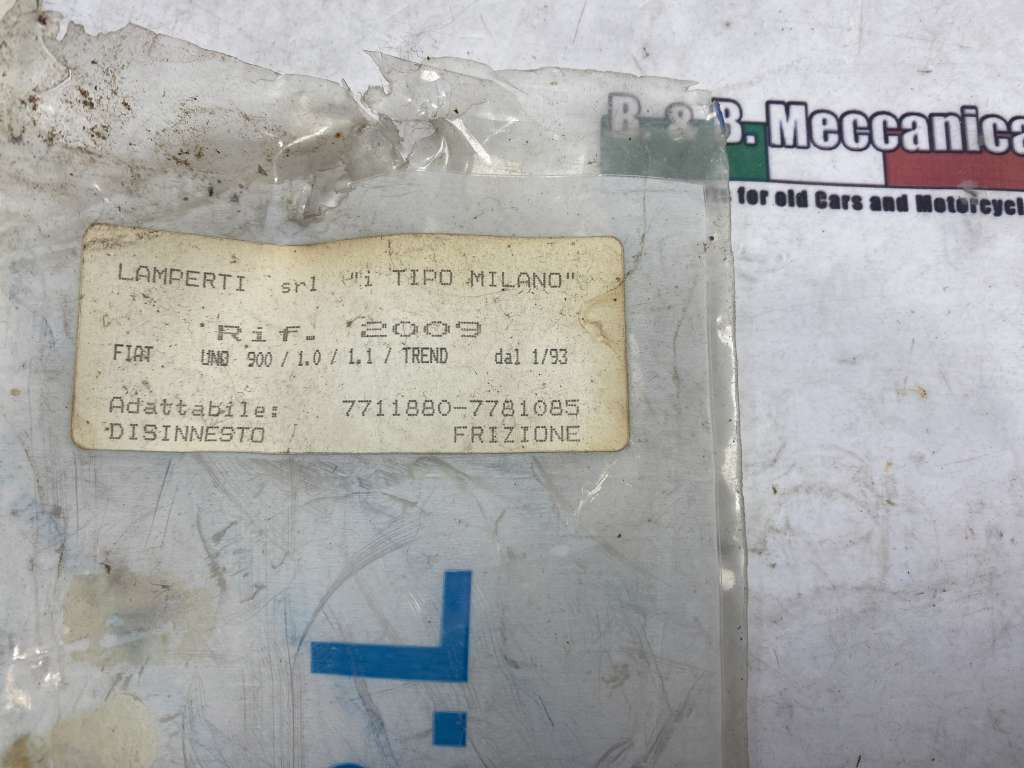 B. & B. Meccanica
for old Cars and Motorcycl
LAMPERTI srl "i TIPO MILANO"
Rif. 2009
FIAT UNO 900 / 1.0 / 1.1 / TREND dal 1/93
Adattabile: 7711880-7781085
DISINNESTO FRIZIONE
.L